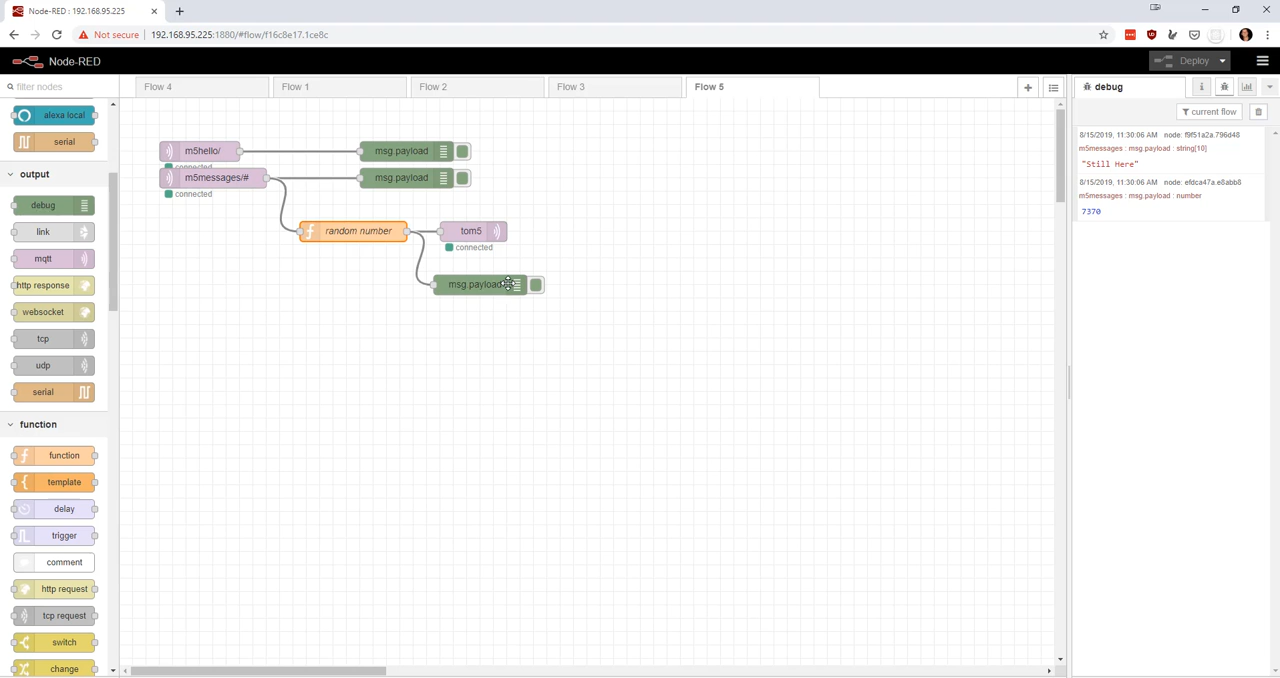 Node-RED : 192.168.95.225
Not secure
192.168.95.225:1880/#flow/f16c8e17.1ce8c
Node-RED
Deploy
filter nodes
Flow 4
Flow 1
Flow 2
Flow 3
Flow 5
debug
i
current flow
alexa local
serial
output
debug
link
mqtt
http response
websocket
tcp
udp
serial
function
function
template
delay
trigger
comment
http request
tcp request
switch
change
m5hello/
msg.payload
connected
m5messages/#
msg.payload
connected
random number
tom5
connected
msg.payload
8/15/2019, 11:30:06 AM node: f9f51a2a.796d48
m5messages : msg.payload : string[10]
"Still Here"
8/15/2019, 11:30:06 AM node: efdca47a.e8abb8
m5messages : msg.payload : number
7370